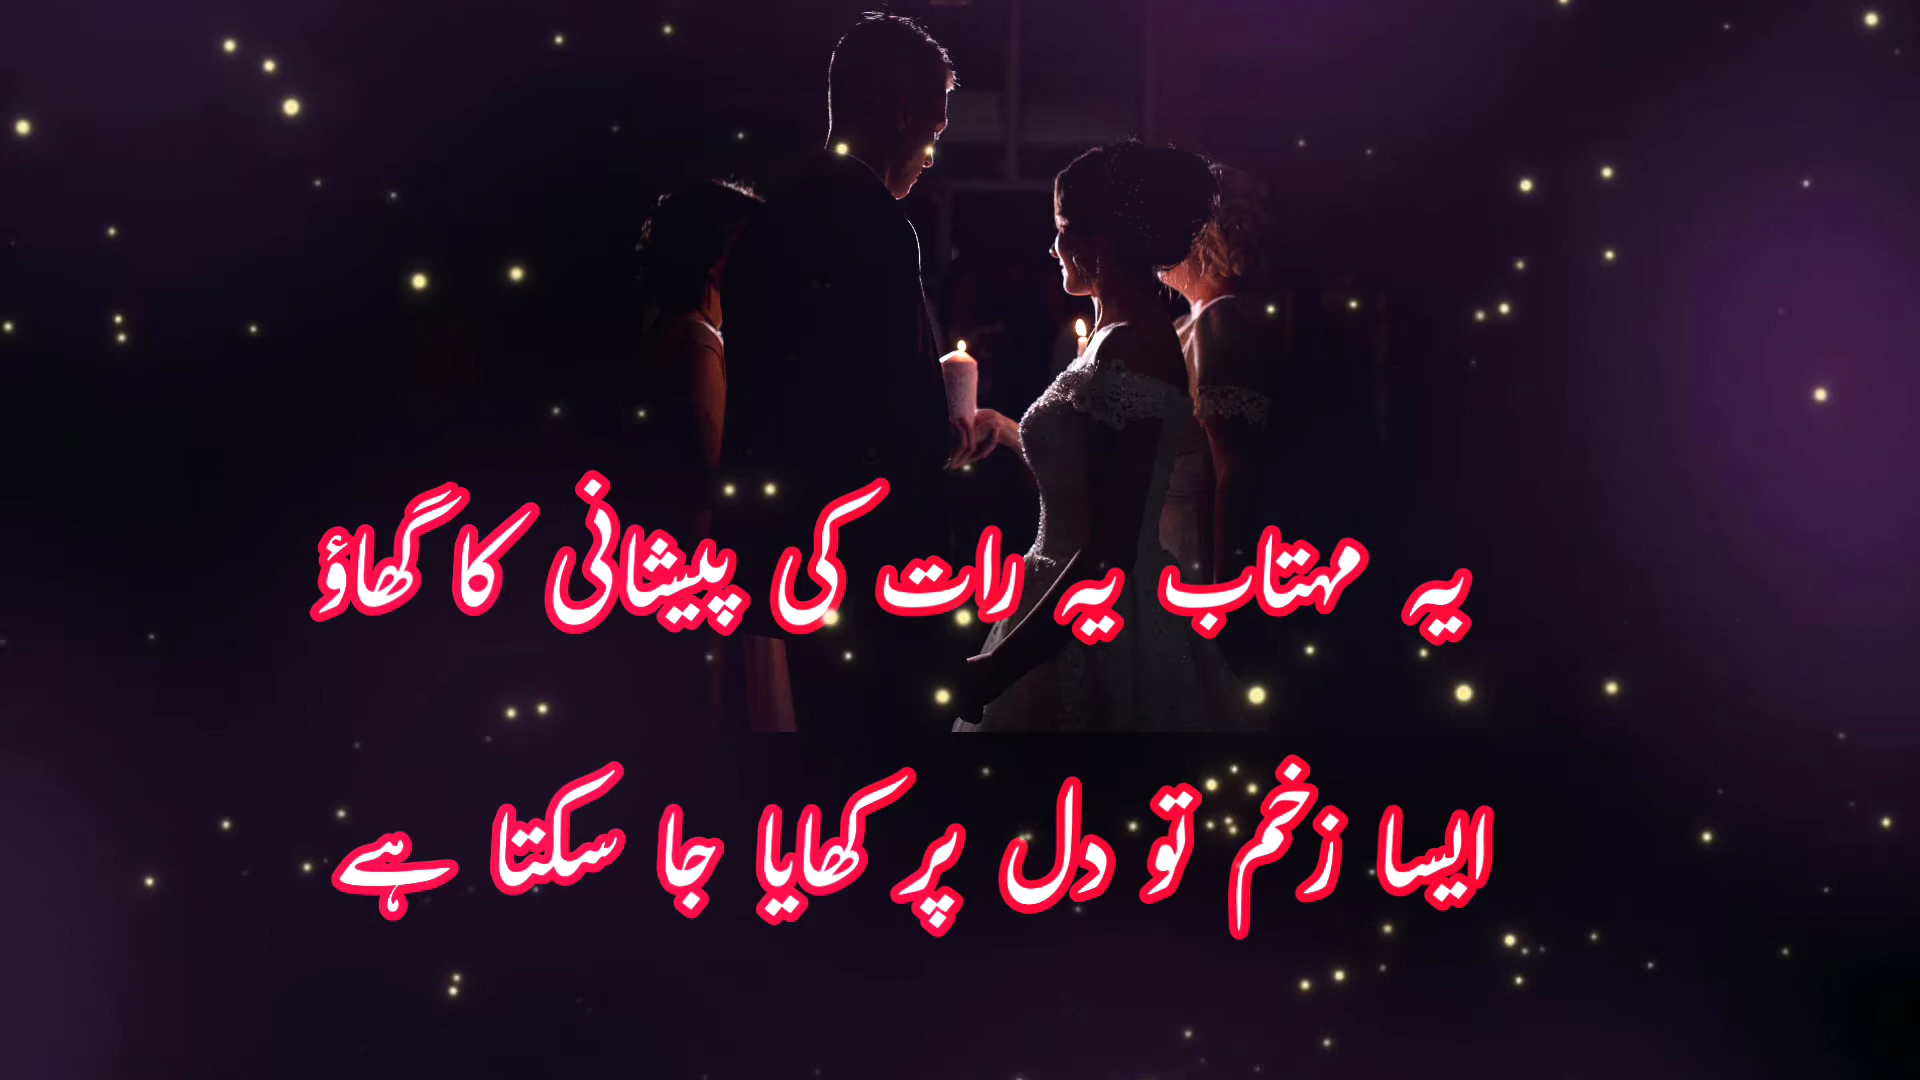 یہ مہتاب یہ رات کی پیشانی کا گھاؤ
ایسا زخم تو دل پر کھایا جا سکتا ہے